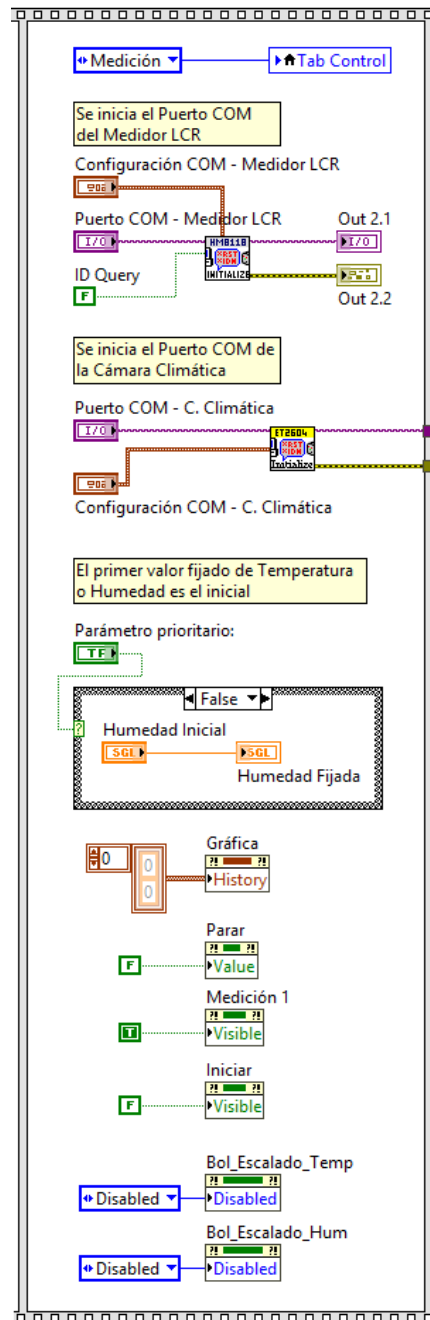 Medición
Tab Control
Se inicia el Puerto COM
del Medidor LCR
Configuración COM - Medidor LCR
Puerto COM - Medidor LCR
Out 2.1
I/O
HM8118
*RST
*IDN
INITIALIZE
I/O
ID Query
F
Out 2.2
Se inicia el Puerto COM de
la Cámara Climática
Puerto COM - C. Climática
I/O
ET2604
*RST
*IDN
Initialize
Configuración COM - C. Climática
El primer valor fijado de Temperatura
o Humedad es el inicial
Parámetro prioritario:
TF
False
?
Humedad Inicial
SGL
SGL
Humedad Fijada
Gráfica
0
0
0
?! ?!
History
Parar
?! ?!
F
Value
Medición 1
?! ?!
T
Visible
Iniciar
?! ?!
F
Visible
Bol_Escalado_Temp
?! ?!
Disabled
Disabled
Bol_Escalado_Hum
?! ?!
Disabled
Disabled